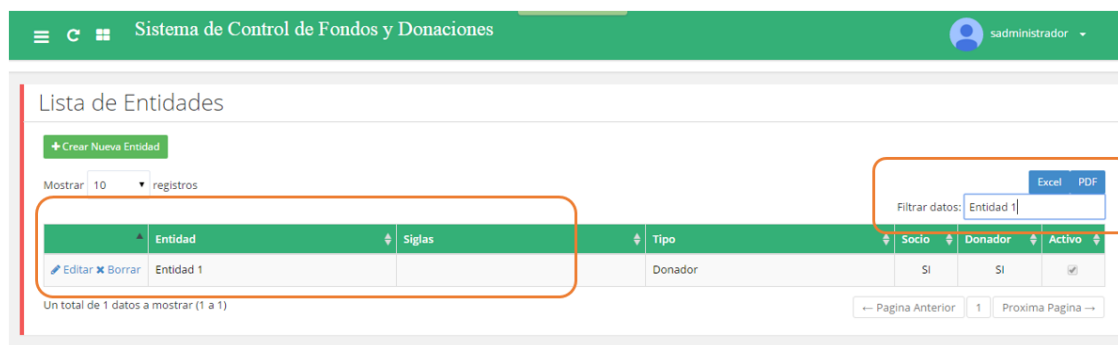 Sistema de Control de Fondos y Donaciones sadministrador
Lista de Entidades
+ Crear Nueva Entidad
Mostrar 10 registros
Excel PDF
Filtrar datos: Entidad 1
Entidad Siglas Tipo Socio Donador Activo
Editar Borrar Entidad 1 Donador SI SI
Un total de 1 datos a mostrar (1 a 1)
← Pagina Anterior 1 Proxima Pagina →